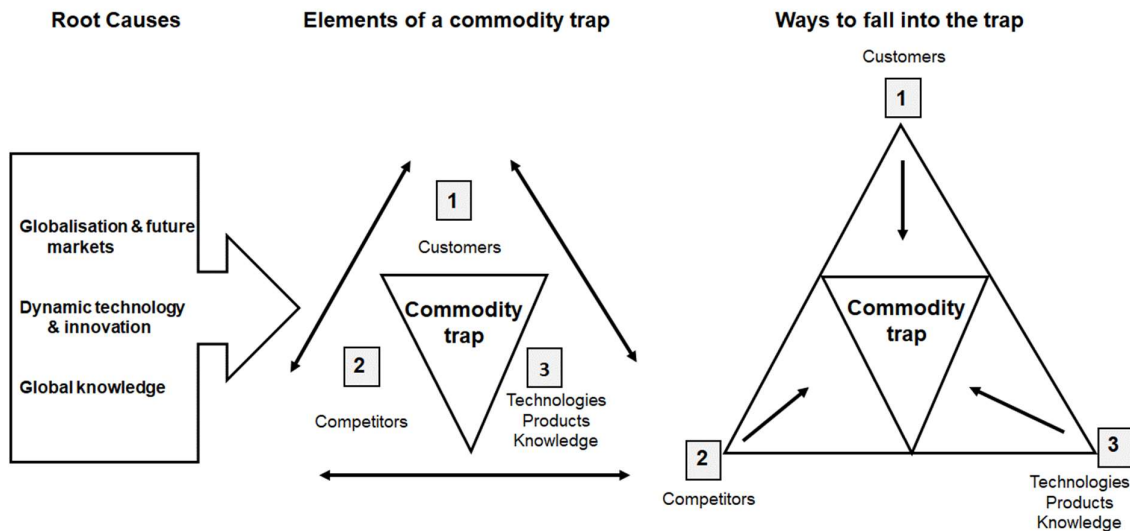 Root Causes
Globalisation & future
markets
Dynamic technology
& innovation
Global knowledge
Elements of a commodity trap
1
Customers
Commodity
trap
2
Competitors
3
Technologies
Products
Knowledge
Ways to fall into the trap
Customers
1
Commodity
trap
2
Competitors
3
Technologies
Products
Knowledge